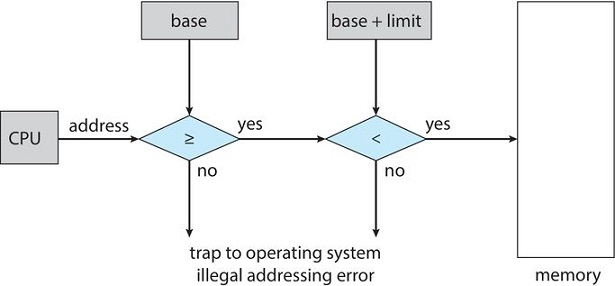 base
base + limit
CPU
address
≥
yes
<
yes
no
no
trap to operating system
illegal addressing error
memory